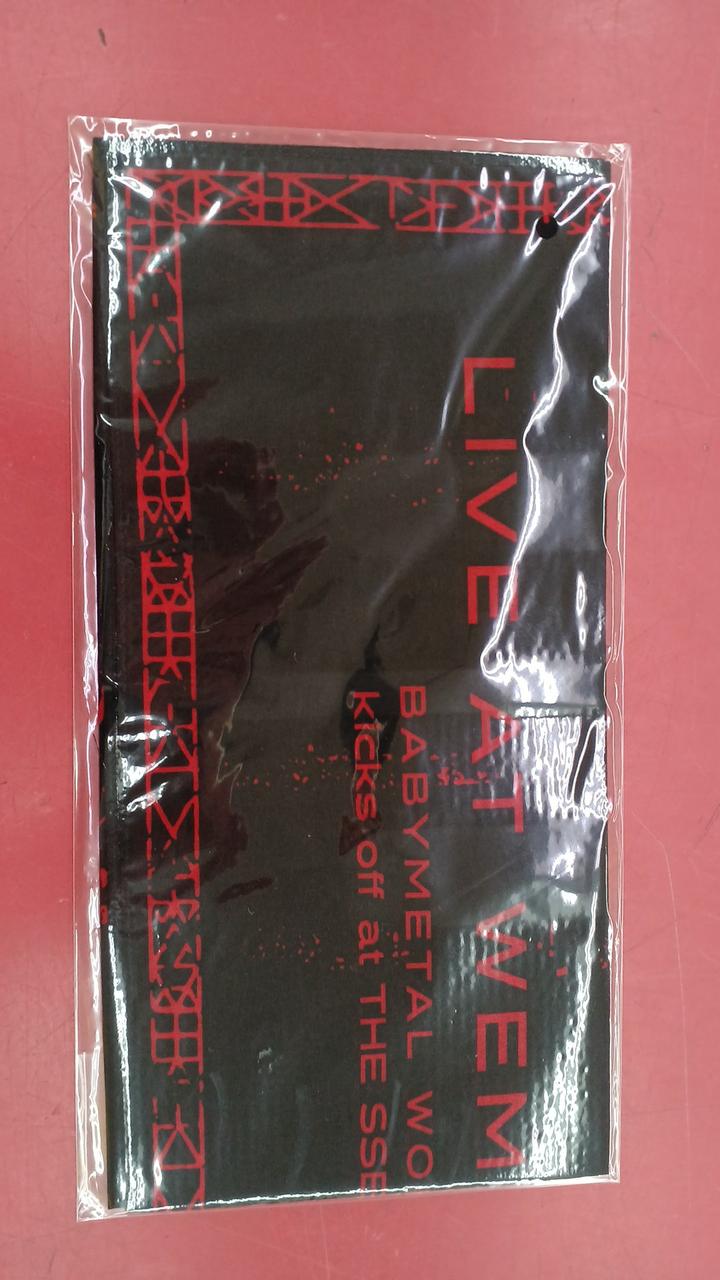 LIVE AT WEM
BABYMETAL WO
kicks off at THE SSE